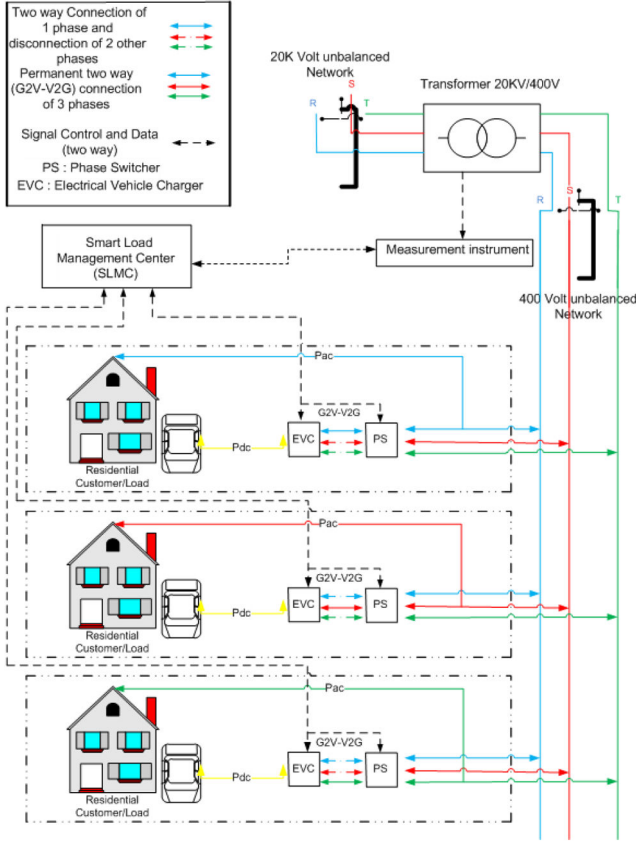 Two way Connection of
1 phase and
disconnection of 2 other
phases
Permanent two way
(G2V-V2G) connection
of 3 phases
Signal Control and Data
(two way)
PS : Phase Switcher
EVC : Electrical Vehicle Charger
20K Volt unbalanced
Network
S
R
T
Transformer 20KV/400V
R
S
T
Measurement instrument
400 Volt unbalanced
Network
Smart Load
Management Center
(SLMC)
Pac
G2V-V2G
EVC
PS
Pdc
Residential
Customer/Load
Pac
G2V-V2G
EVC
PS
Pdc
Residential
Customer/Load
Pac
G2V-V2G
EVC
PS
Pdc
Residential
Customer/Load